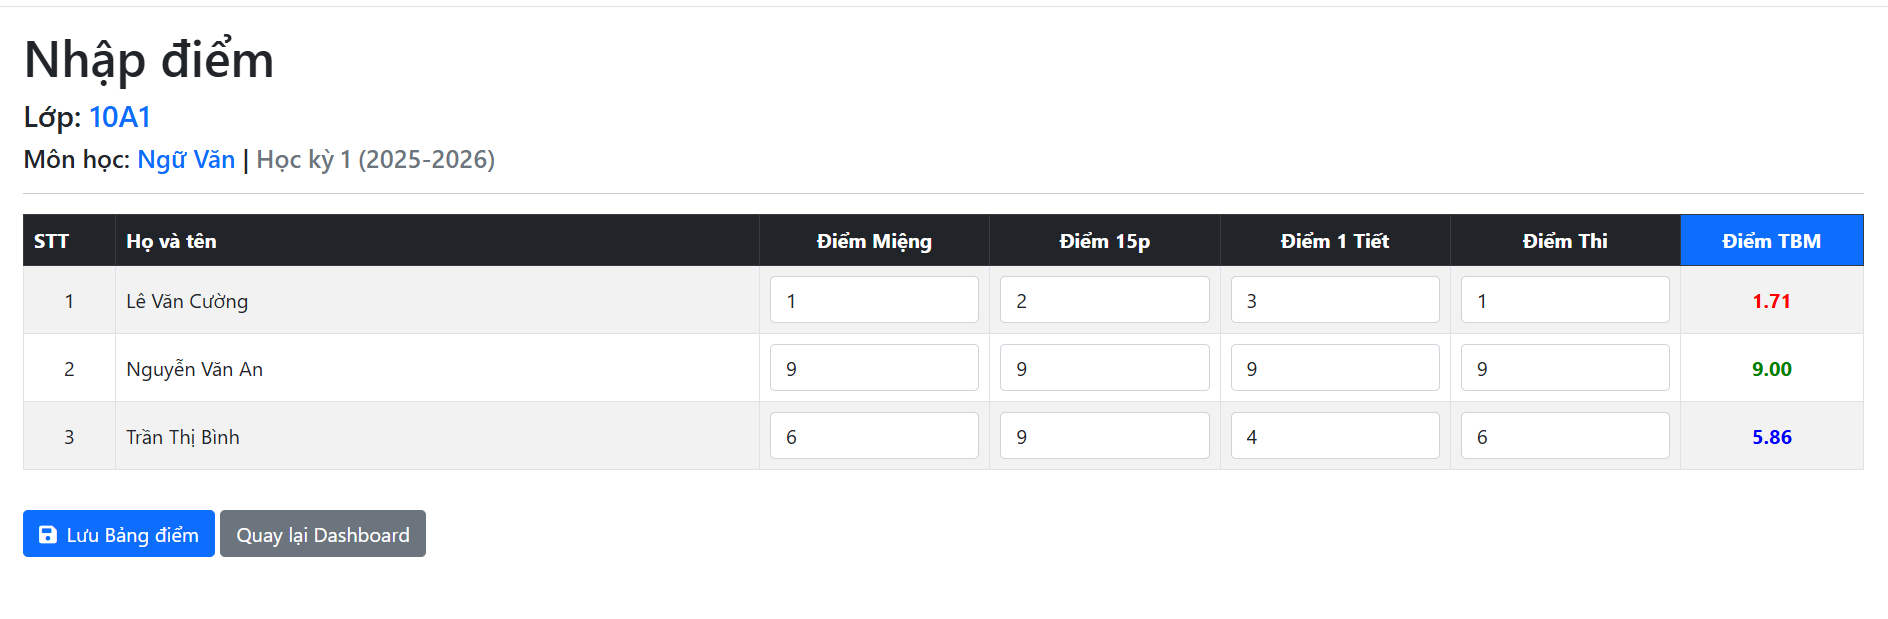 Nhập điểm
Lớp: 10A1
Môn học: Ngữ Văn | Học kỳ 1 (2025-2026)
STT Họ và tên Điểm Miệng Điểm 15p Điểm 1 Tiết Điểm Thi Điểm TBM
1 Lê Văn Cường 1 2 3 1 1.71
2 Nguyễn Văn An 9 9 9 9 9.00
3 Trần Thị Bình 6 9 4 6 5.86
Lưu Bảng điểm Quay lại Dashboard